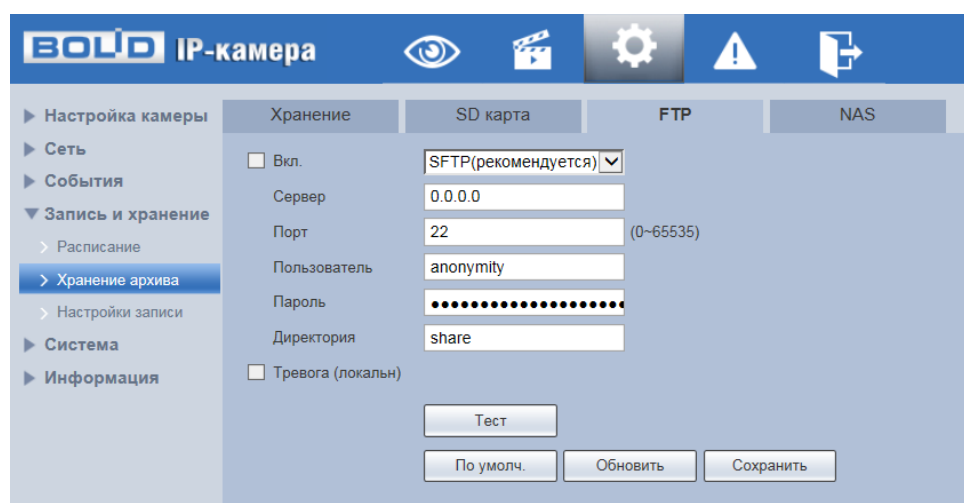 BOLID IP-камера
Хранение SD карта FTP NAS
Настройка камеры
Сеть
События
Запись и хранение
Расписание
Хранение архива
Настройки записи
Система
Информация
Вкл. SFTP(рекомендуется)
Сервер 0.0.0.0
Порт 22 (0~65535)
Пользователь anonymity
Пароль ●●●●●●●●●●●●●●●●●●●●
Директория share
Тревога (локальн)
Тест
По умолч. Обновить Сохранить